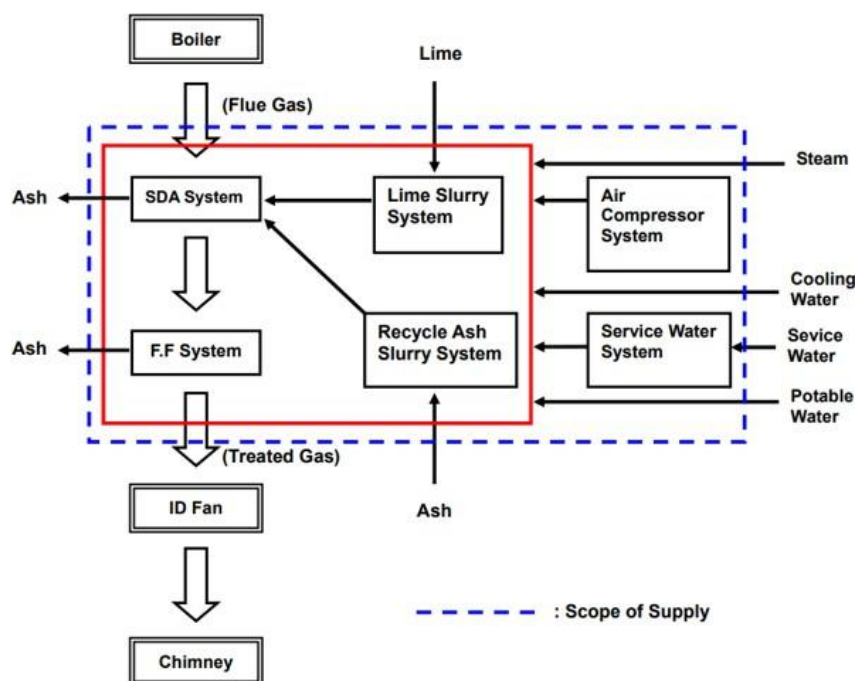 Boiler
Lime
(Flue Gas)
Steam
Ash
SDA System
Lime Slurry
System
Air
Compressor
System
Cooling
Water
Ash
F.F System
Recycle Ash
Slurry System
Service Water
System
Sevice
Water
Potable
Water
(Treated Gas)
ID Fan
Ash
: Scope of Supply
Chimney